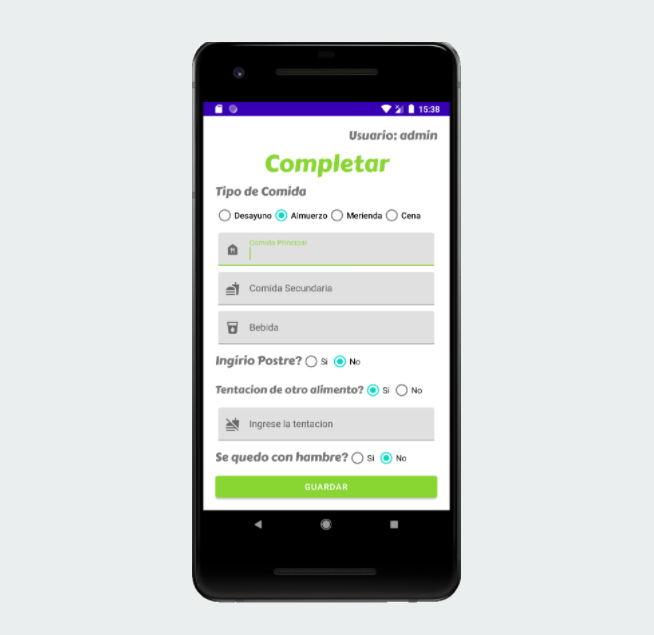 15:38
Usuario: admin
Completar
Tipo de Comida
Desayuno Almuerzo Merienda Cena
Comida Principal
Comida Secundaria
Bebida
Ingirio Postre? Si No
Tentacion de otro alimento? Si No
Ingrese la tentacion
Se quedo con hambre? Si No
GUARDAR